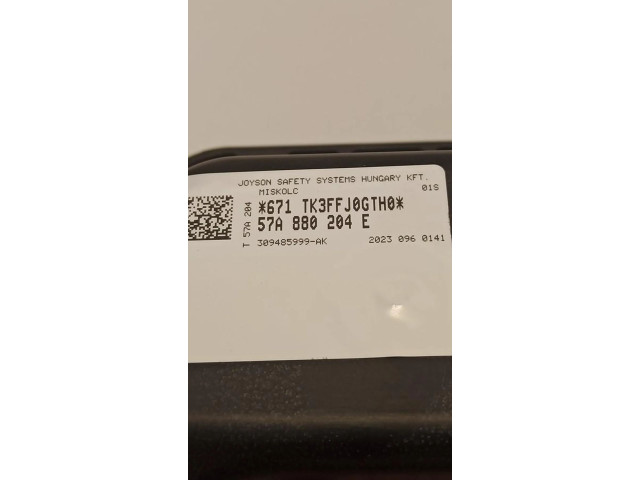 JOYSON SAFETY SYSTEMS HUNGARY KFT.
MISKOLC 01S
*671 TK3FFJ0GTH0*
57A 880 204 E
309485999-AK 2023 096 0141
T 57A 204